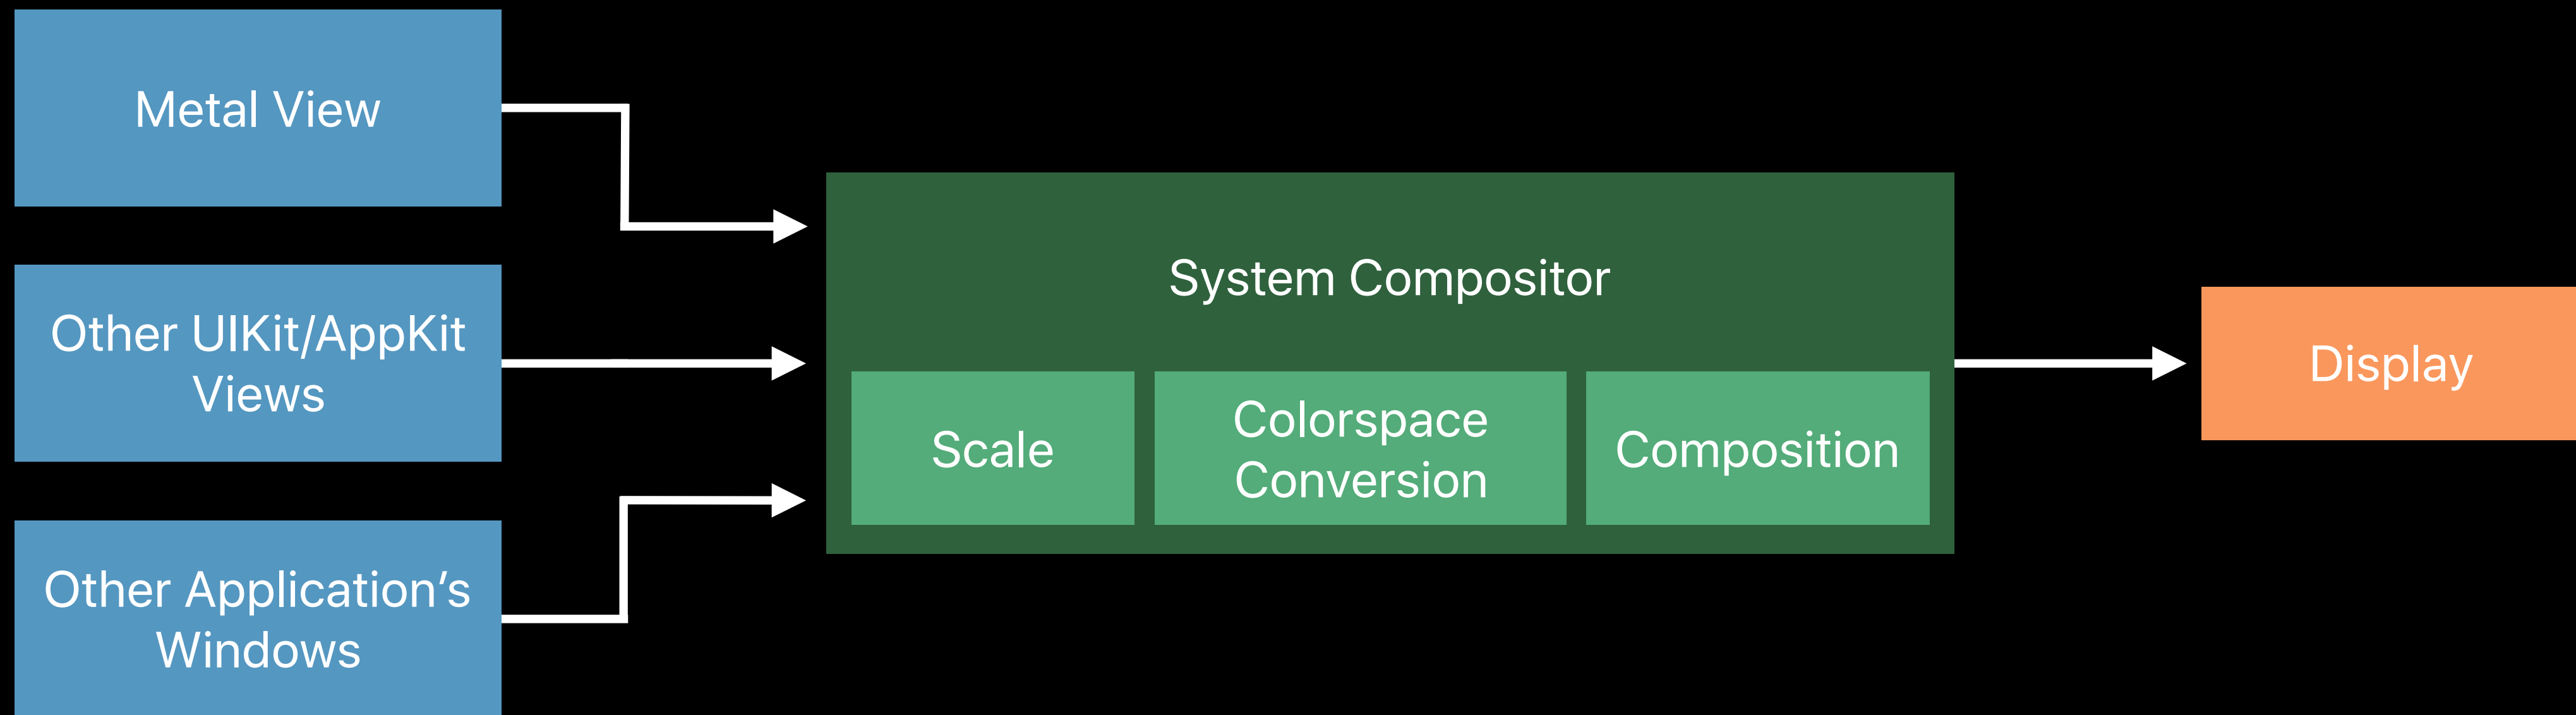 Metal View
Other UIKit/AppKit
Views
Other Application‘s
Windows
System Compositor
Scale
Colorspace
Conversion
Composition
Display